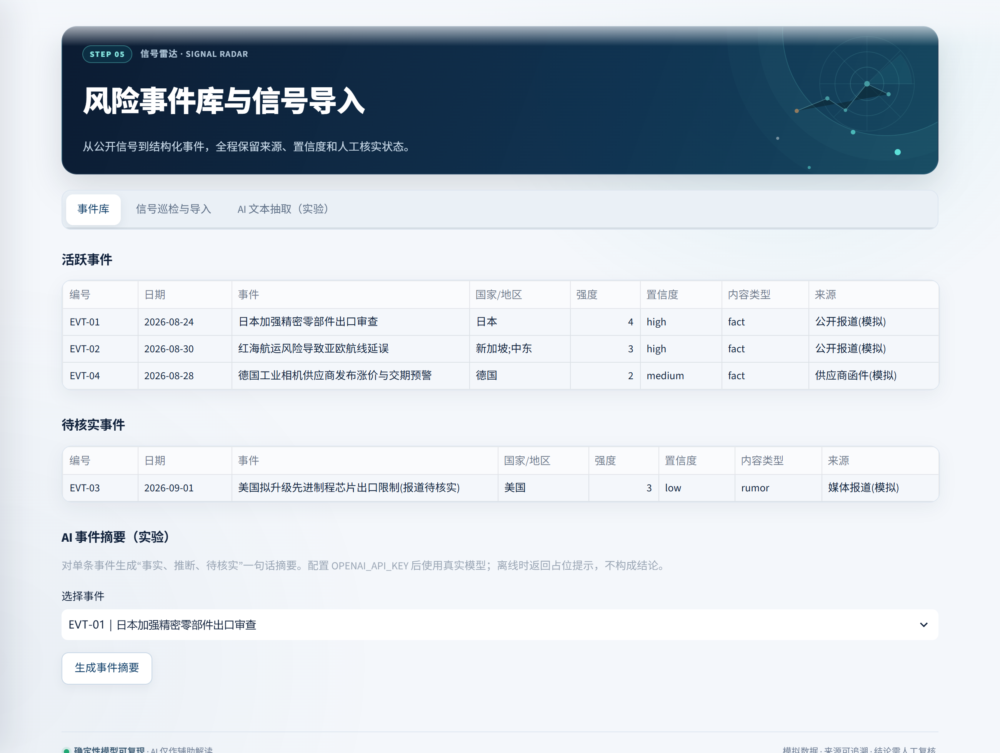 STEP 05 信号雷达 · SIGNAL RADAR
风险事件库与信号导入
从公开信号到结构化事件，全程保留来源、置信度和人工核实状态。
事件库 信号巡检与导入 AI 文本抽取（实验）
活跃事件
编号 日期 事件 国家/地区 强度 置信度 内容类型 来源
EVT-01 2026-08-24 日本加强精密零部件出口审查 日本 4 high fact 公开报道(模拟)
EVT-02 2026-08-30 红海航运风险导致亚欧航线延误 新加坡;中东 3 high fact 公开报道(模拟)
EVT-04 2026-08-28 德国工业相机供应商发布涨价与交期预警 德国 2 medium fact 供应商函件(模拟)
待核实事件
编号 日期 事件 国家/地区 强度 置信度 内容类型 来源
EVT-03 2026-09-01 美国拟升级先进制程芯片出口限制(报道待核实) 美国 3 low rumor 媒体报道(模拟)
AI 事件摘要（实验）
对单条事件生成“事实、推断、待核实”一句话摘要。配置 OPENAI_API_KEY 后使用真实模型；离线时返回占位提示，不构成结论。
选择事件
EVT-01｜日本加强精密零部件出口审查
生成事件摘要
确定性模型可复现 · AI 仅作辅助解读 模拟数据 · 来源可追溯 · 结论需人工复核